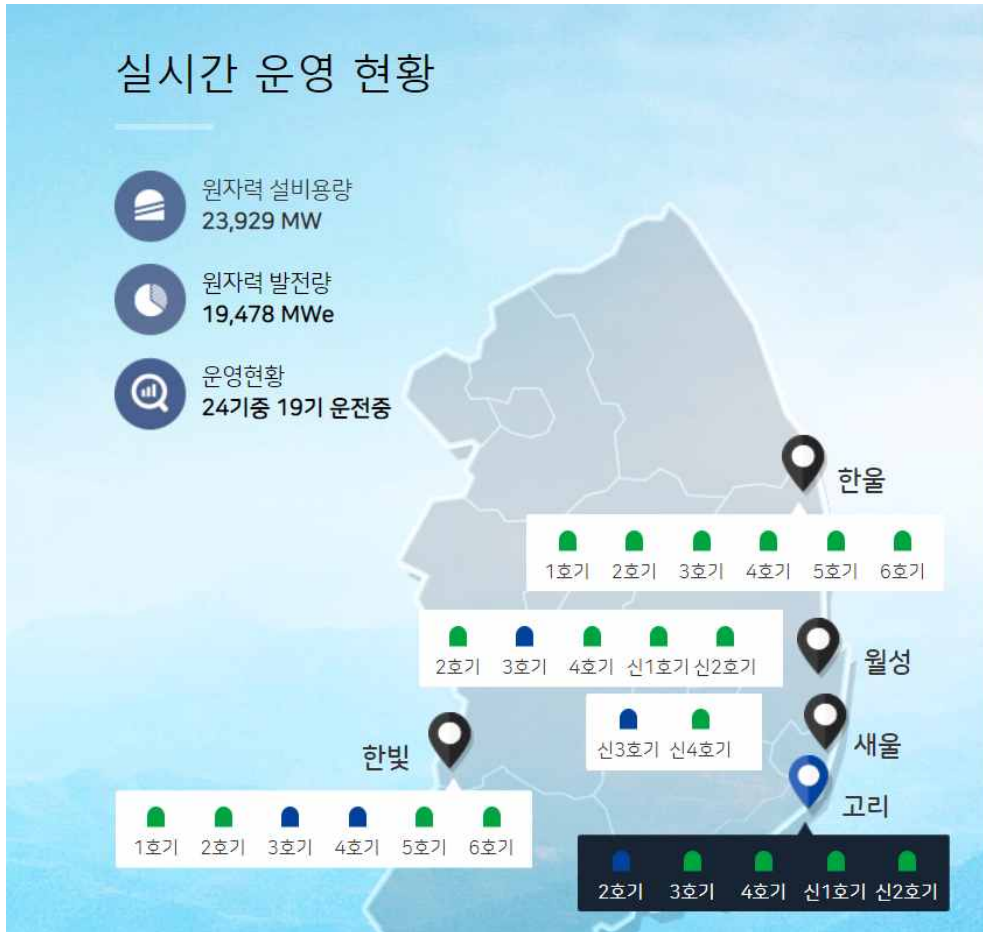 실시간 운영 현황
원자력 설비용량
23,929 MW
원자력 발전량
19,478 MWe
운영현황
24기중 19기 운전중
한울
1호기 2호기 3호기 4호기 5호기 6호기
월성
2호기 3호기 4호기 신1호기 신2호기
새울
신3호기 신4호기
한빛
1호기 2호기 3호기 4호기 5호기 6호기
고리
2호기 3호기 4호기 신1호기 신2호기